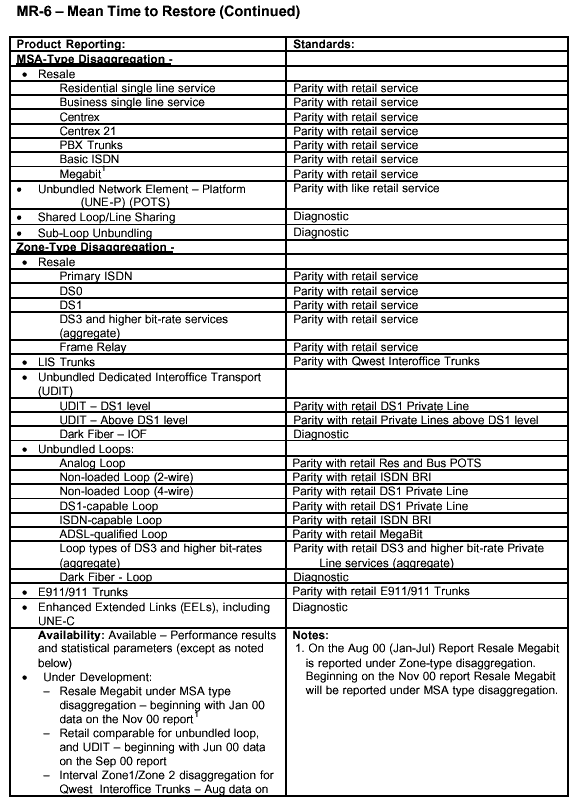 MR-6 – Mean Time to Restore (Continued)
Product Reporting: Standards:
MSA-Type Disaggregation -
• Resale
Residential single line service Parity with retail service
Business single line service Parity with retail service
Centrex Parity with retail service
Centrex 21 Parity with retail service
PBX Trunks Parity with retail service
Basic ISDN Parity with retail service
Megabit¹ Parity with retail service
• Unbundled Network Element – Platform Parity with like retail service
(UNE-P) (POTS)
• Shared Loop/Line Sharing Diagnostic
• Sub-Loop Unbundling Diagnostic
Zone-Type Disaggregation -
• Resale
Primary ISDN Parity with retail service
DS0 Parity with retail service
DS1 Parity with retail service
DS3 and higher bit-rate services Parity with retail service
(aggregate)
Frame Relay Parity with retail service
• LIS Trunks Parity with Qwest Interoffice Trunks
• Unbundled Dedicated Interoffice Transport
(UDIT)
UDIT – DS1 level Parity with retail DS1 Private Line
UDIT – Above DS1 level Parity with retail Private Lines above DS1 level
Dark Fiber – IOF Diagnostic
• Unbundled Loops:
Analog Loop Parity with retail Res and Bus POTS
Non-loaded Loop (2-wire) Parity with retail ISDN BRI
Non-loaded Loop (4-wire) Parity with retail DS1 Private Line
DS1-capable Loop Parity with retail DS1 Private Line
ISDN-capable Loop Parity with retail ISDN BRI
ADSL-qualified Loop Parity with retail MegaBit
Loop types of DS3 and higher bit-rates Parity with retail DS3 and higher bit-rate Private
(aggregate) Line services (aggregate)
Dark Fiber - Loop Diagnostic
• E911/911 Trunks Parity with retail E911/911 Trunks
• Enhanced Extended Links (EELs), including Diagnostic
UNE-C
Availability: Available – Performance results
and statistical parameters (except as noted
below)
• Under Development:
– Resale Megabit under MSA type
disaggregation – beginning with Jan 00
data on the Nov 00 report¹
– Retail comparable for unbundled loop,
and UDIT – beginning with Jun 00 data
on the Sep 00 report
– Interval Zone1/Zone 2 disaggregation for
Qwest Interoffice Trunks – Aug data on
Notes:
1. On the Aug 00 (Jan-Jul) Report Resale Megabit
is reported under Zone-type disaggregation.
Beginning on the Nov 00 report Resale Megabit
will be reported under MSA type disaggregation.